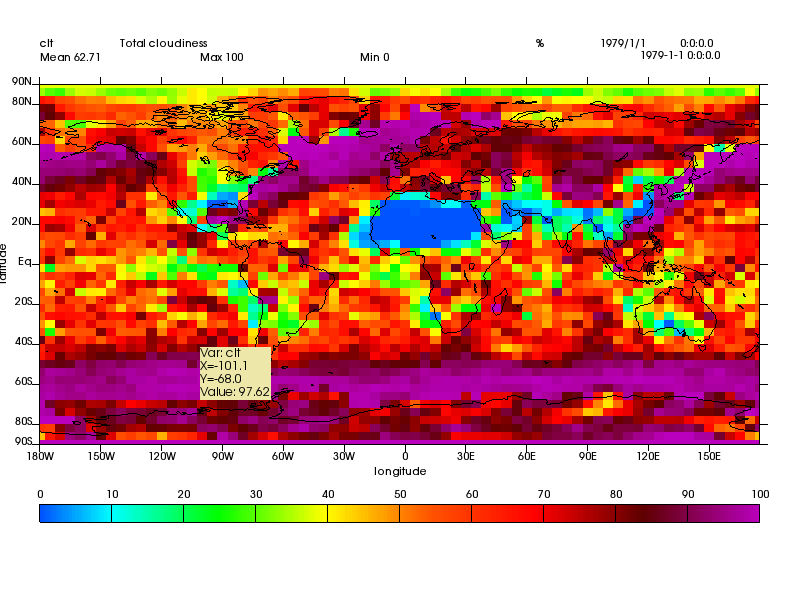 clt Total cloudiness % 1979/1/1 0:0:0.0
Mean 62.71 Max 100 Min 0 1979-1-1 0:0:0.0
90N
80N
60N
40N
20N
Eq
20S
40S
60S
80S
90S
latitude
Var: clt
X=-101.1
Y=-68.0
Value: 97.62
180W 150W 120W 90W 60W 30W 0 30E 60E 90E 120E 150E
longitude
0 10 20 30 40 50 60 70 80 90 100